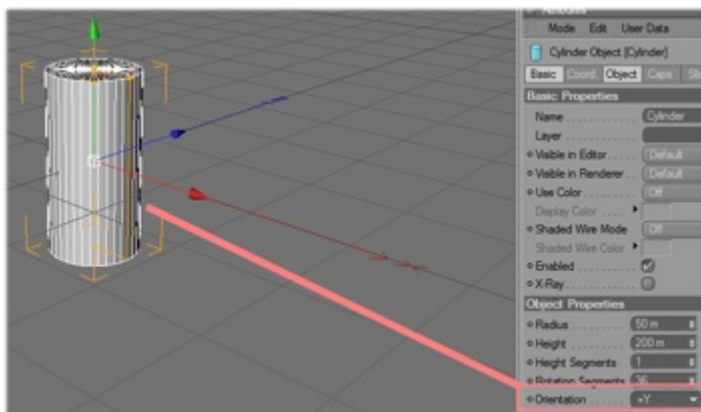 Attributes
Mode Edit User Data
Cylinder Object [Cylinder]
Basic Coord. Object Caps
Basic Properties
Name Cylinder
Layer
Visible in Editor Default
Visible in Renderer Default
Use Color Off
Display Color
Shaded Wire Mode Off
Shaded Wire Color
Enabled
X-Ray
Object Properties
Radius 50 m
Height 200 m
Height Segments 1
Rotation Segments 36
Orientation +Y